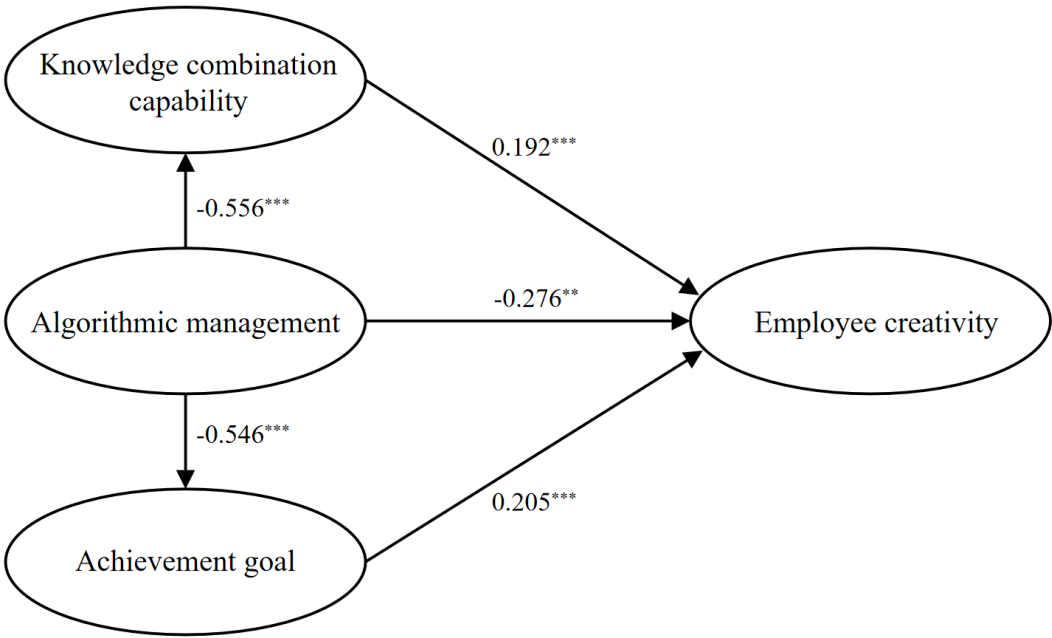 Knowledge combination
capability
0.192***
-0.556***
Algorithmic management
-0.276**
Employee creativity
-0.546***
0.205***
Achievement goal